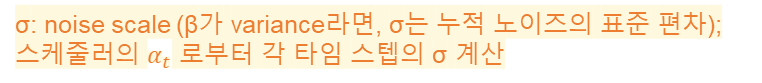 σ: noise scale (β가 variance라면, σ는 누적 노이즈의 표준 편차);
스케줄러의 αt 로부터 각 타임 스텝의 σ 계산